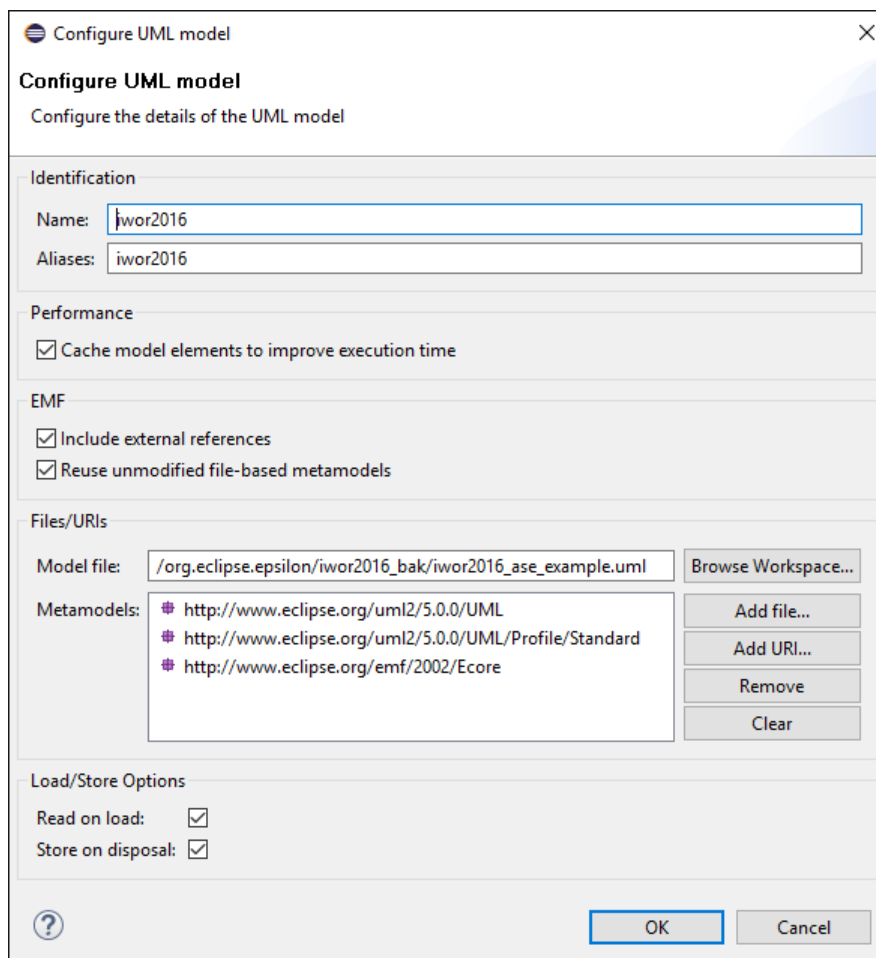 Configure UML model
Configure UML model
Configure the details of the UML model
Identification
Name: iwor2016
Aliases: iwor2016
Performance
Cache model elements to improve execution time
EMF
Include external references
Reuse unmodified file-based metamodels
Files/URIs
Model file: /org.eclipse.epsilon/iwor2016_bak/iwor2016_ase_example.uml Browse Workspace...
Metamodels: http://www.eclipse.org/uml2/5.0.0/UML Add file...
http://www.eclipse.org/uml2/5.0.0/UML/Profile/Standard Add URI...
http://www.eclipse.org/emf/2002/Ecore Remove
Clear
Load/Store Options
Read on load:
Store on disposal:
? OK Cancel